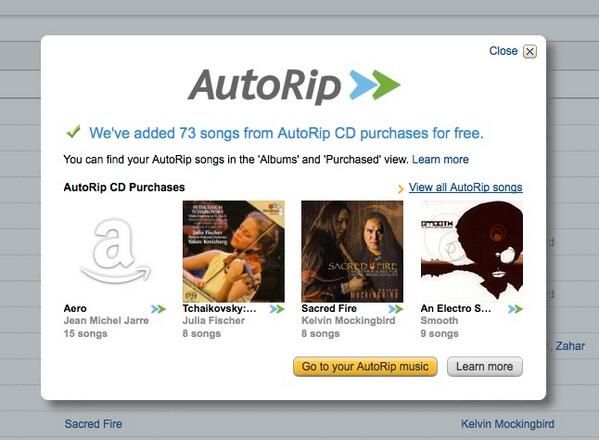 Close
AutoRip
We've added 73 songs from AutoRip CD purchases for free.
You can find your AutoRip songs in the 'Albums' and 'Purchased' view. Learn more
AutoRip CD Purchases
View all AutoRip songs
a
PETER ILYICH
TCHAIKOVSKY
Julia Fischer
Yakov Kreizberg
SACRED FIRE
KELVIN
MOCKINGBIRD
SMOOTH
Aero
Jean Michel Jarre
15 songs
Tchaikovsky:...
Julia Fischer
8 songs
Sacred Fire
Kelvin Mockingbird
8 songs
An Electro S...
Smooth
9 songs
, Zahar
Go to your AutoRip music
Learn more
Sacred Fire
Kelvin Mockingbird